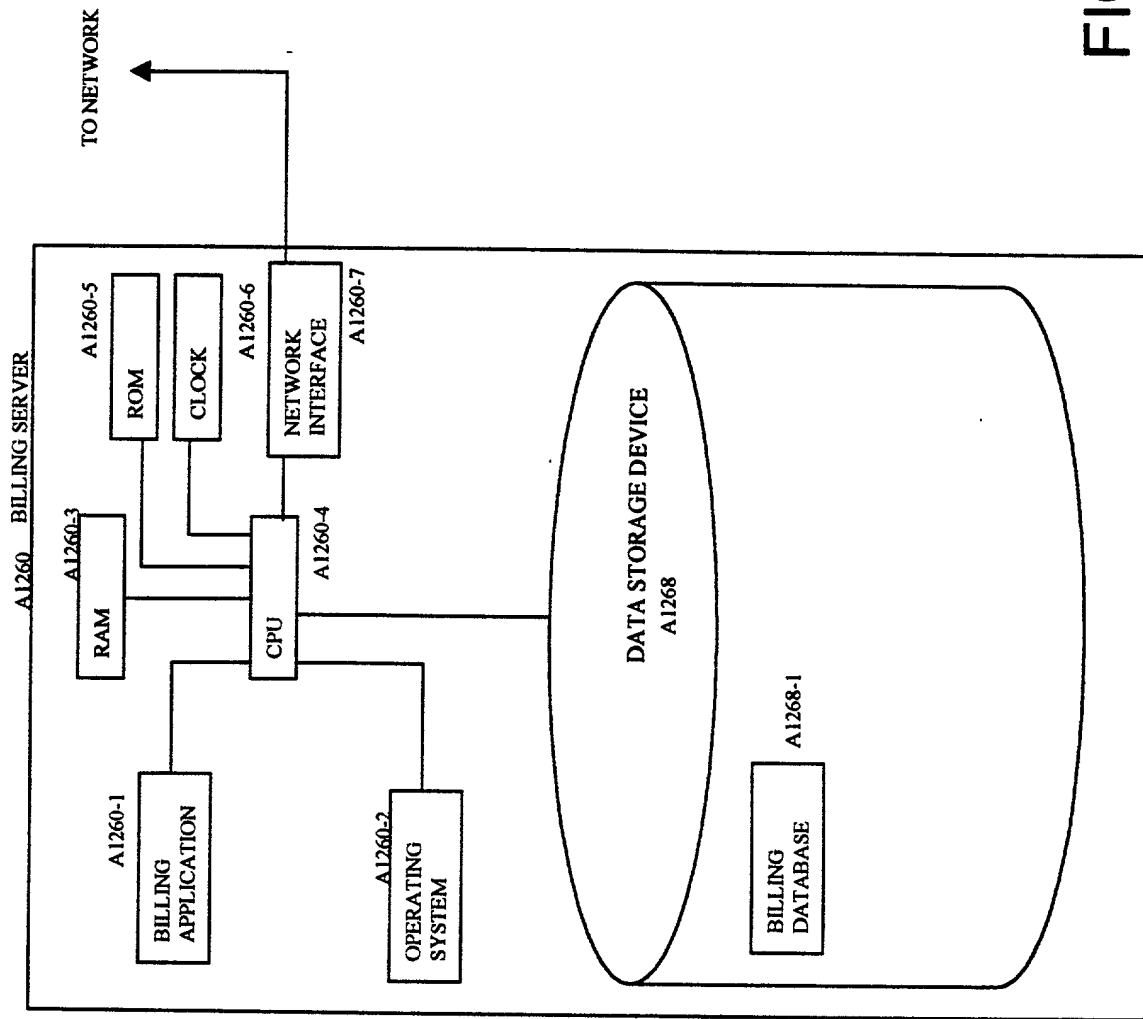 A1260 BILLING SERVER
TO NETWORK
A1260-1
BILLING
APPLICATION
A1260-2
OPERATING
SYSTEM
A1260-3
RAM
CPU
A1260-4
A1260-5
ROM
CLOCK
A1260-6
NETWORK
INTERFACE
A1260-7
DATA STORAGE DEVICE
A1268
BILLING
DATABASE
A1268-1